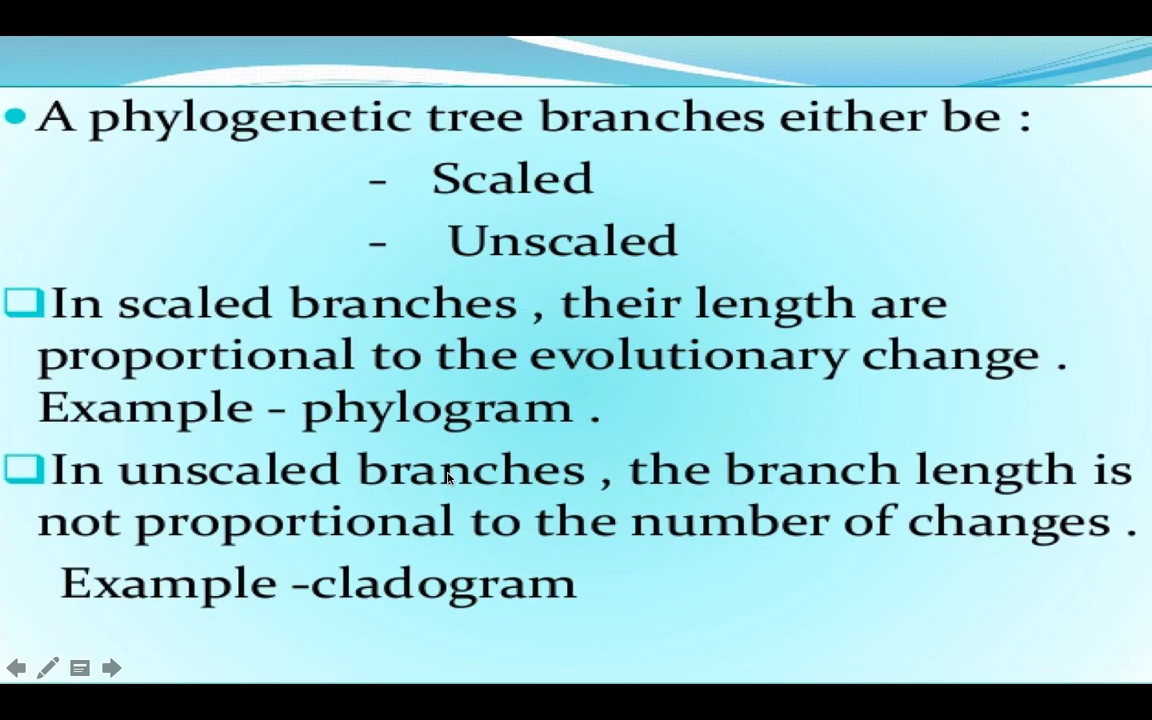 A phylogenetic tree branches either be :
- Scaled
- Unscaled
In scaled branches , their length are
proportional to the evolutionary change .
Example - phylogram .
In unscaled branches , the branch length is
not proportional to the number of changes .
Example -cladogram